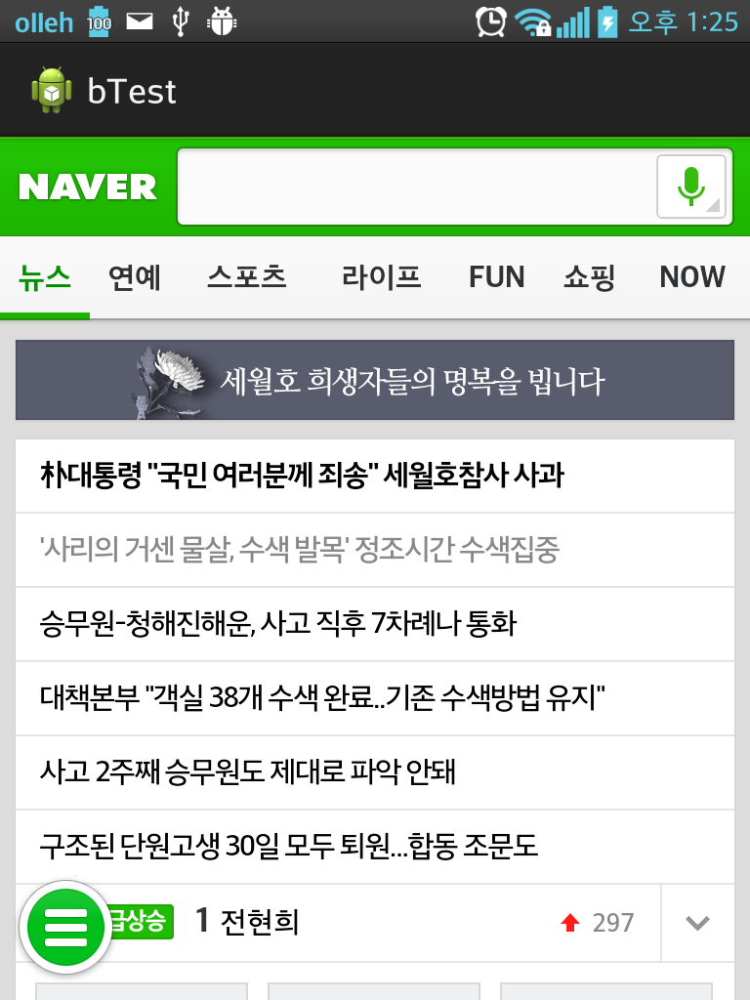 olleh 100 오후 1:25
bTest
NAVER
뉴스 연예 스포츠 라이프 FUN 쇼핑 NOW
세월호 희생자들의 명복을 빕니다
朴대통령 "국민 여러분께 죄송" 세월호참사 사과
'사리의 거센 물살, 수색 발목' 정조시간 수색집중
승무원-청해진해운, 사고 직후 7차례나 통화
대책본부 "객실 38개 수색 완료..기존 수색방법 유지"
사고 2주째 승무원도 제대로 파악 안돼
구조된 단원고생 30일 모두 퇴원...합동 조문도
급상승 1 전현희 297